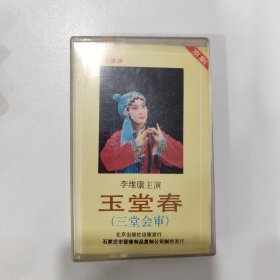 京剧
李维康主演
玉堂春
(三堂会审)
北京出版社出版发行
石家庄市音像制品复制公司制作发行